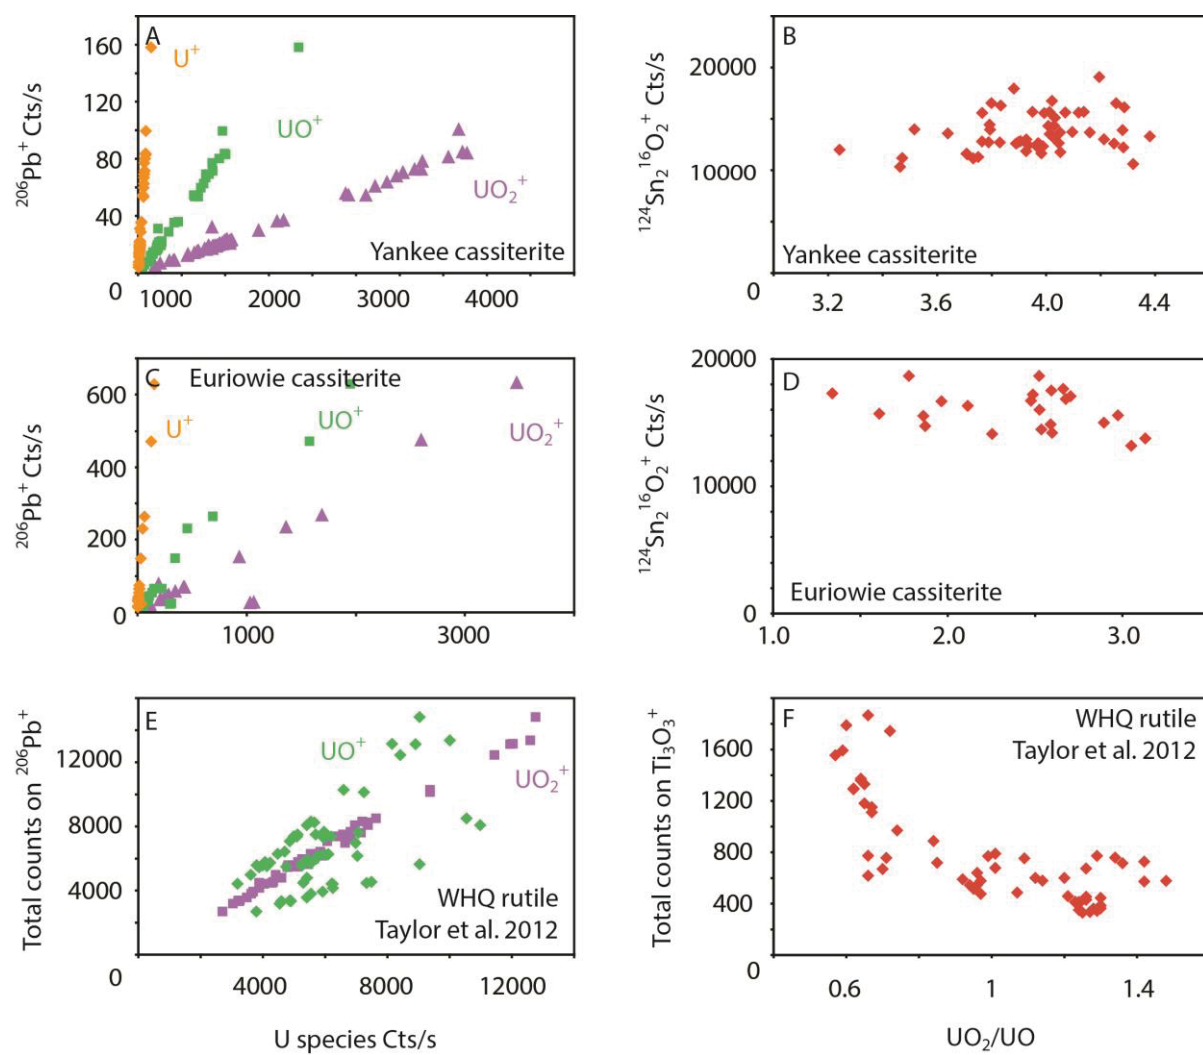 A
U⁺
UO⁺
UO₂⁺
Yankee cassiterite
²⁰⁶Pb⁺ Cts/s
160
120
80
40
0
1000
2000
3000
4000
B
Yankee cassiterite
¹²⁴Sn₂¹⁶O₂⁺ Cts/s
20000
10000
0
3.2
3.6
4.0
4.4
C
Euriowie cassiterite
U⁺
UO⁺
UO₂⁺
²⁰⁶Pb⁺ Cts/s
600
400
200
0
1000
3000
D
Euriowie cassiterite
¹²⁴Sn₂¹⁶O₂⁺ Cts/s
20000
10000
0
1.0
2.0
3.0
E
UO⁺
UO₂⁺
WHQ rutile
Taylor et al. 2012
Total counts on ²⁰⁶Pb⁺
12000
8000
4000
0
4000
8000
12000
U species Cts/s
F
WHQ rutile
Taylor et al. 2012
Total counts on Ti₃O₃⁺
1600
1200
800
400
0
0.6
1
1.4
UO₂/UO